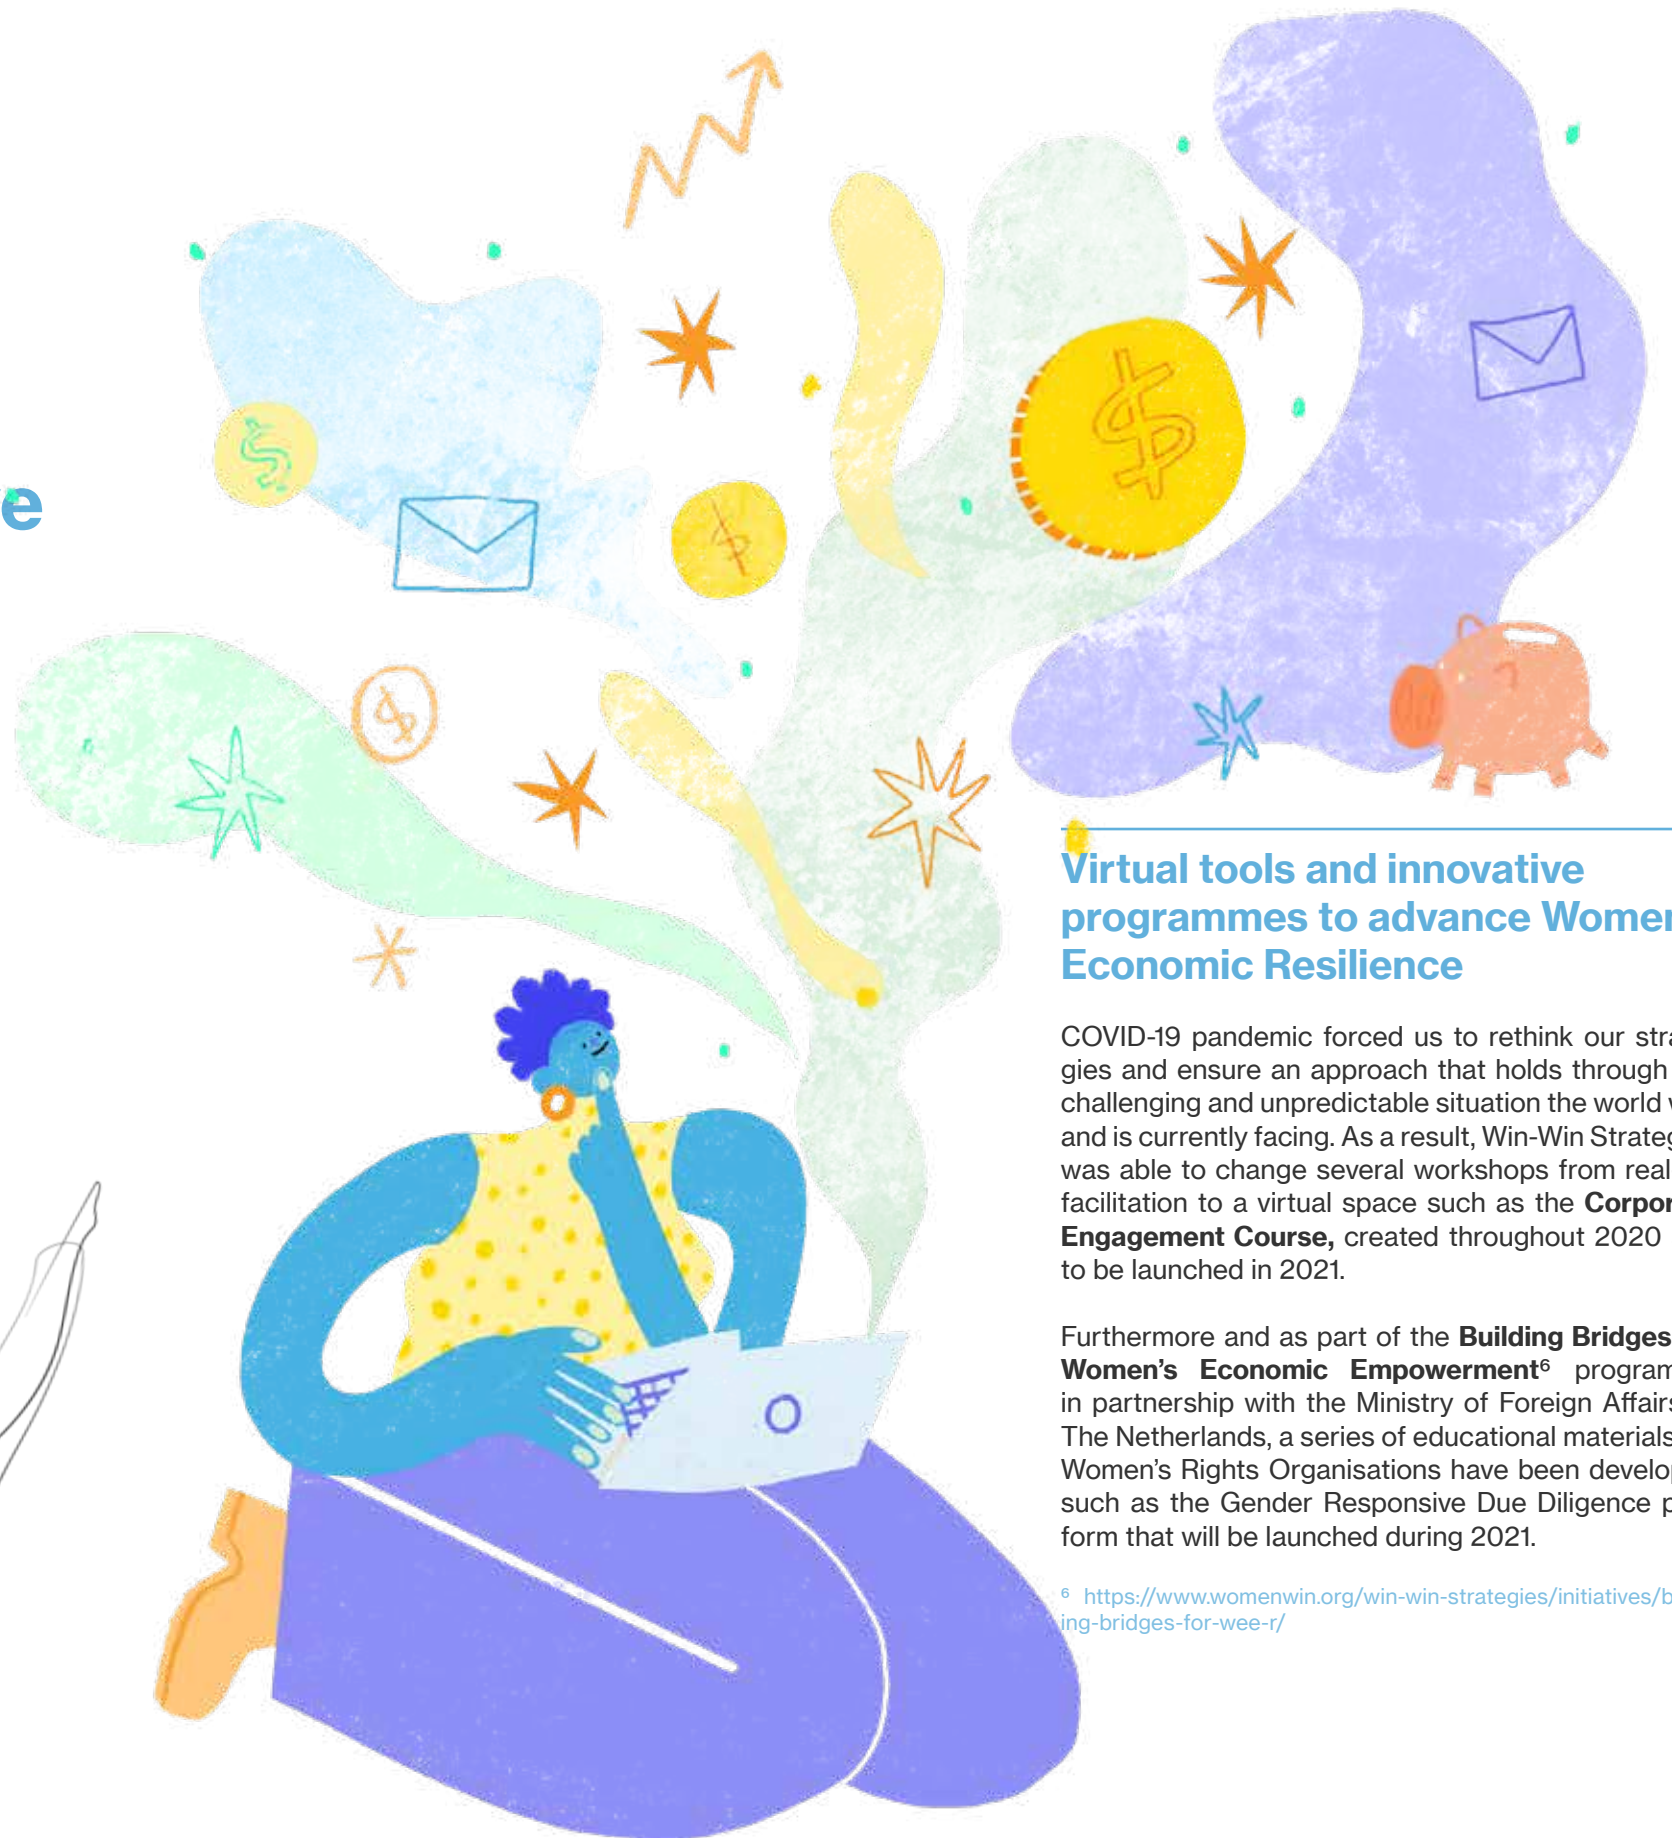 e
Virtual tools and innovative
programmes to advance Women
Economic Resilience
COVID-19 pandemic forced us to rethink our stra
gies and ensure an approach that holds through
challenging and unpredictable situation the world w
and is currently facing. As a result, Win-Win Strateg
was able to change several workshops from real
facilitation to a virtual space such as the Corpor
Engagement Course, created throughout 2020
to be launched in 2021.
Furthermore and as part of the Building Bridges
Women’s Economic Empowerment⁶ program
in partnership with the Ministry of Foreign Affairs
The Netherlands, a series of educational materials
Women’s Rights Organisations have been develop
such as the Gender Responsive Due Diligence p
form that will be launched during 2021.
⁶ https://www.womenwin.org/win-win-strategies/initiatives/b
ing-bridges-for-wee-r/